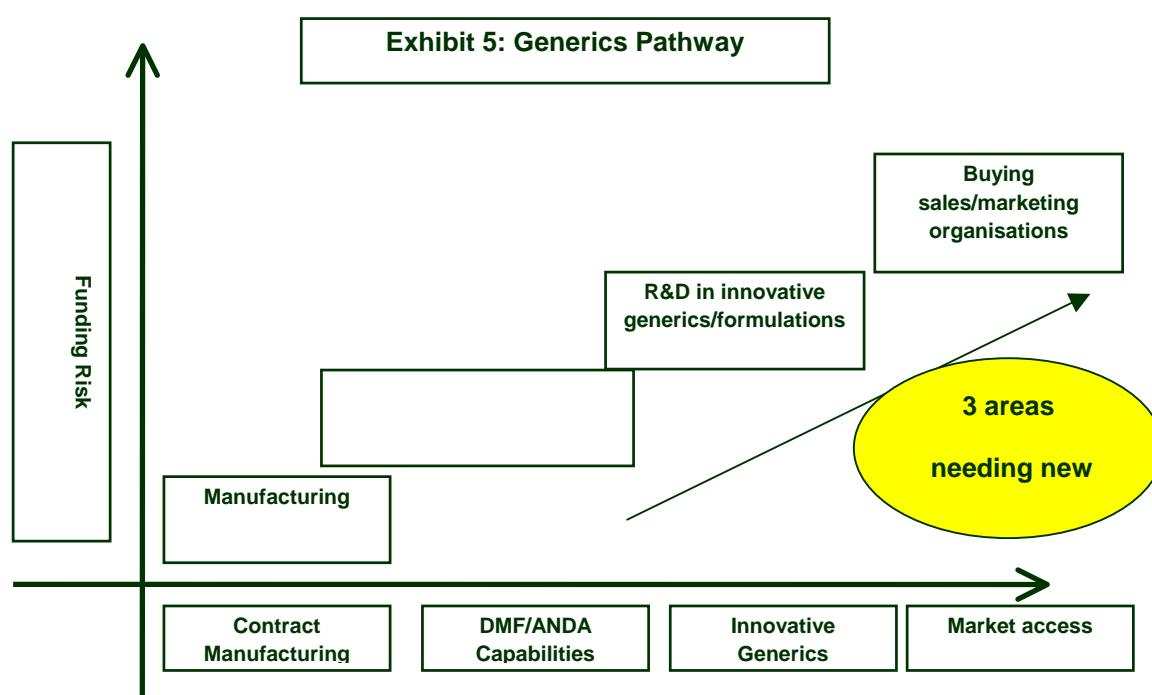 Exhibit 5: Generics Pathway
Funding Risk
Buying
sales/marketing
organisations
R&D in innovative
generics/formulations
3 areas
needing new
Manufacturing
Contract
Manufacturing
DMF/ANDA
Capabilities
Innovative
Generics
Market access